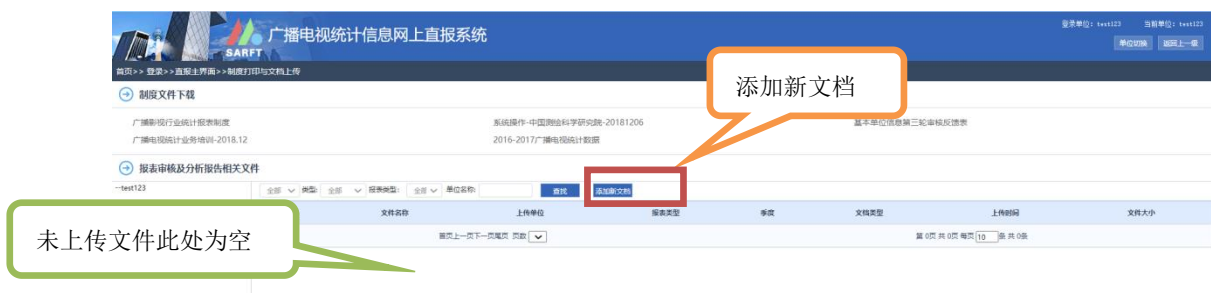 登录单位：test123 当前单位：test123
广播电视统计信息网上直报系统
SARFT
单位切换 返回上一级
首页>> 登录>>直报主界面>>制度打印与文档上传
添加新文档
制度文件下载
广播影视行业统计报表制度 系统操作-中国测绘科学研究院-20181206 基本单位信息第三轮审核反馈表
广播电视统计业务培训-2018.12 2016-2017广播电视统计数据
报表审核及分析报告相关文件
test123 全部 类型: 全部 报表类型: 全部 单位名称: 查找 添加新文档
文件名称 上传单位 报表类型 季度 文档类型 上传时间 文件大小
未上传文件此处为空
首页上一页下一页尾页 页数 第 0页 共 0页 每页 10 条 共 0条